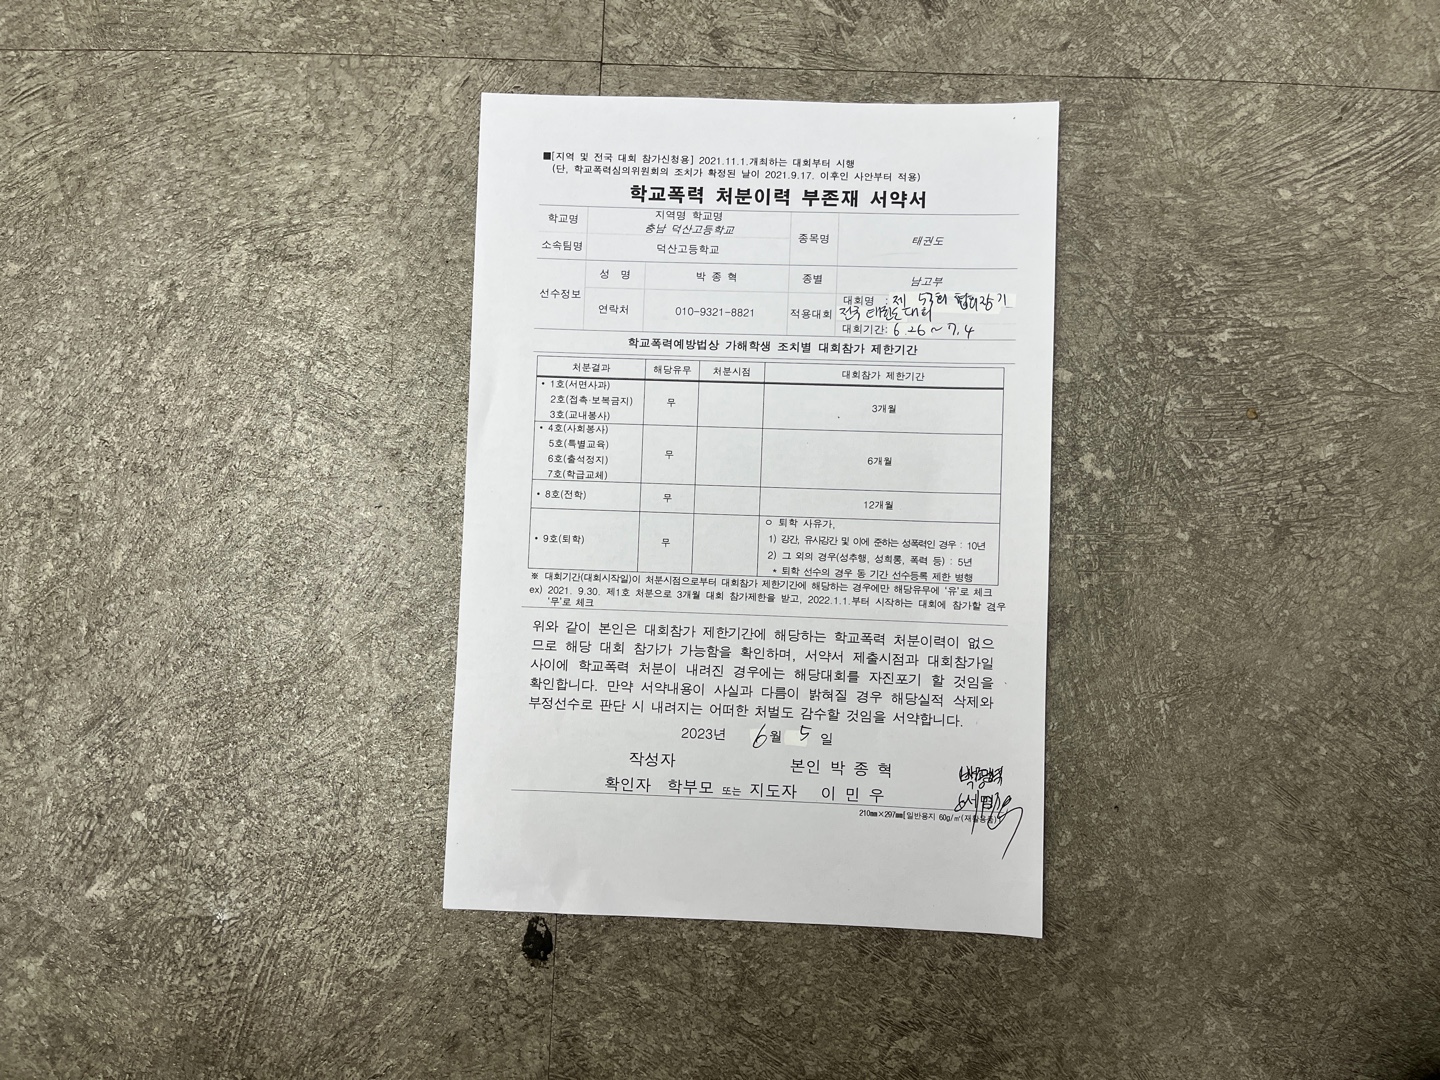 ■[지역 및 전국 대회 참가신청용] 2021.11.1.개최하는 대회부터 시행
(단, 학교폭력심의위원회의 조치가 확정된 날이 2021.9.17. 이후인 사안부터 적용)
학교폭력 처분이력 부존재 서약서
학교명 지역명 학교명 충남 덕산고등학교 종목명 태권도
소속팀명 덕산고등학교
선수정보 성 명 박 종 혁 종별 남고부
연락처 010-9321-8821 적용대회 대회명 : 제 53회 협회장기
전국 태권도대회
대회기간: 6.26 ~ 7.4
학교폭력예방법상 가해학생 조치별 대회참가 제한기간
처분결과 해당유무 처분시점 대회참가 제한기간
• 1호(서면사과)
2호(접촉·보복금지) 무 3개월
3호(교내봉사)
• 4호(사회봉사)
5호(특별교육)
6호(출석정지) 무 6개월
7호(학급교체)
• 8호(전학) 무 12개월
• 9호(퇴학) 무 ㅇ 퇴학 사유가,
1) 강간, 유사강간 및 이에 준하는 성폭력인 경우 : 10년
2) 그 외의 경우(성추행, 성희롱, 폭력 등) : 5년
* 퇴학 선수의 경우 동 기간 선수등록 제한 병행
※ 대회기간(대회시작일)이 처분시점으로부터 대회참가 제한기간에 해당하는 경우에만 해당유무에 '유'로 체크
ex) 2021. 9.30. 제1호 처분으로 3개월 대회 참가제한을 받고, 2022.1.1.부터 시작하는 대회에 참가할 경우
'무'로 체크
위와 같이 본인은 대회참가 제한기간에 해당하는 학교폭력 처분이력이 없으
므로 해당 대회 참가가 가능함을 확인하며, 서약서 제출시점과 대회참가일
사이에 학교폭력 처분이 내려진 경우에는 해당대회를 자진포기 할 것임을
확인합니다. 만약 서약내용이 사실과 다름이 밝혀질 경우 해당실적 삭제와
부정선수로 판단 시 내려지는 어떠한 처벌도 감수할 것임을 서약합니다.
2023년 6월 5일
작성자 본인 박 종 혁
확인자 학부모 또는 지도자 이 민 우
210㎜×297㎜[일반용지 60g/㎡(재활용품)]